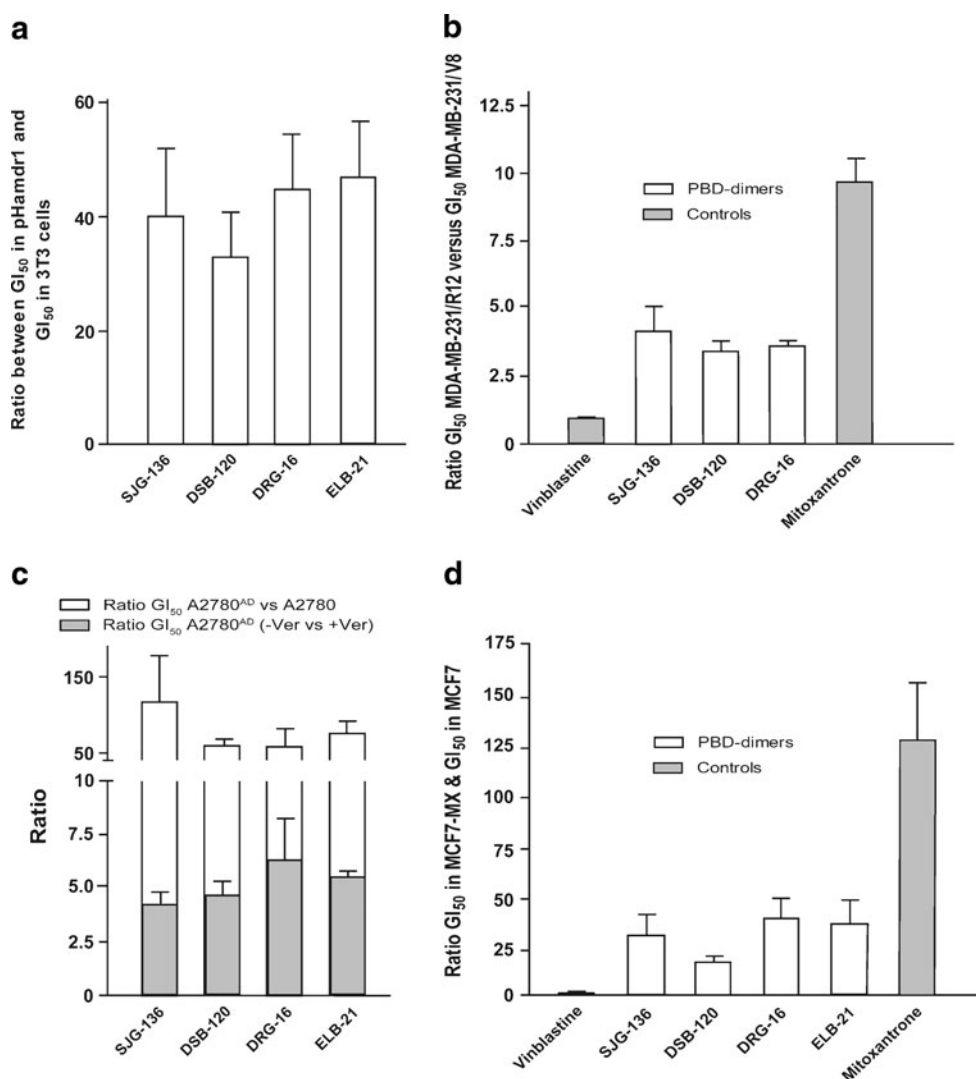 a
Ratio between GI50 in pHamdr1 and
GI50 in 3T3 cells
60
40
20
0
SJG-136
DSB-120
DRG-16
ELB-21
b
Ratio GI50 MDA-MB-231/R12 versus GI50 MDA-MB-231/V8
12.5
10
7.5
5.0
2.5
0
PBD-dimers
Controls
Vinblastine
SJG-136
DSB-120
DRG-16
Mitoxantrone
c
Ratio GI50 A2780AD vs A2780
Ratio GI50 A2780AD (-Ver vs +Ver)
Ratio
150
50
10
7.5
5.0
2.5
0
SJG-136
DSB-120
DRG-16
ELB-21
d
Ratio GI50 in MCF7-MX & GI50 in MCF7
175
150
125
100
75
50
25
0
PBD-dimers
Controls
Vinblastine
SJG-136
DSB-120
DRG-16
ELB-21
Mitoxantrone